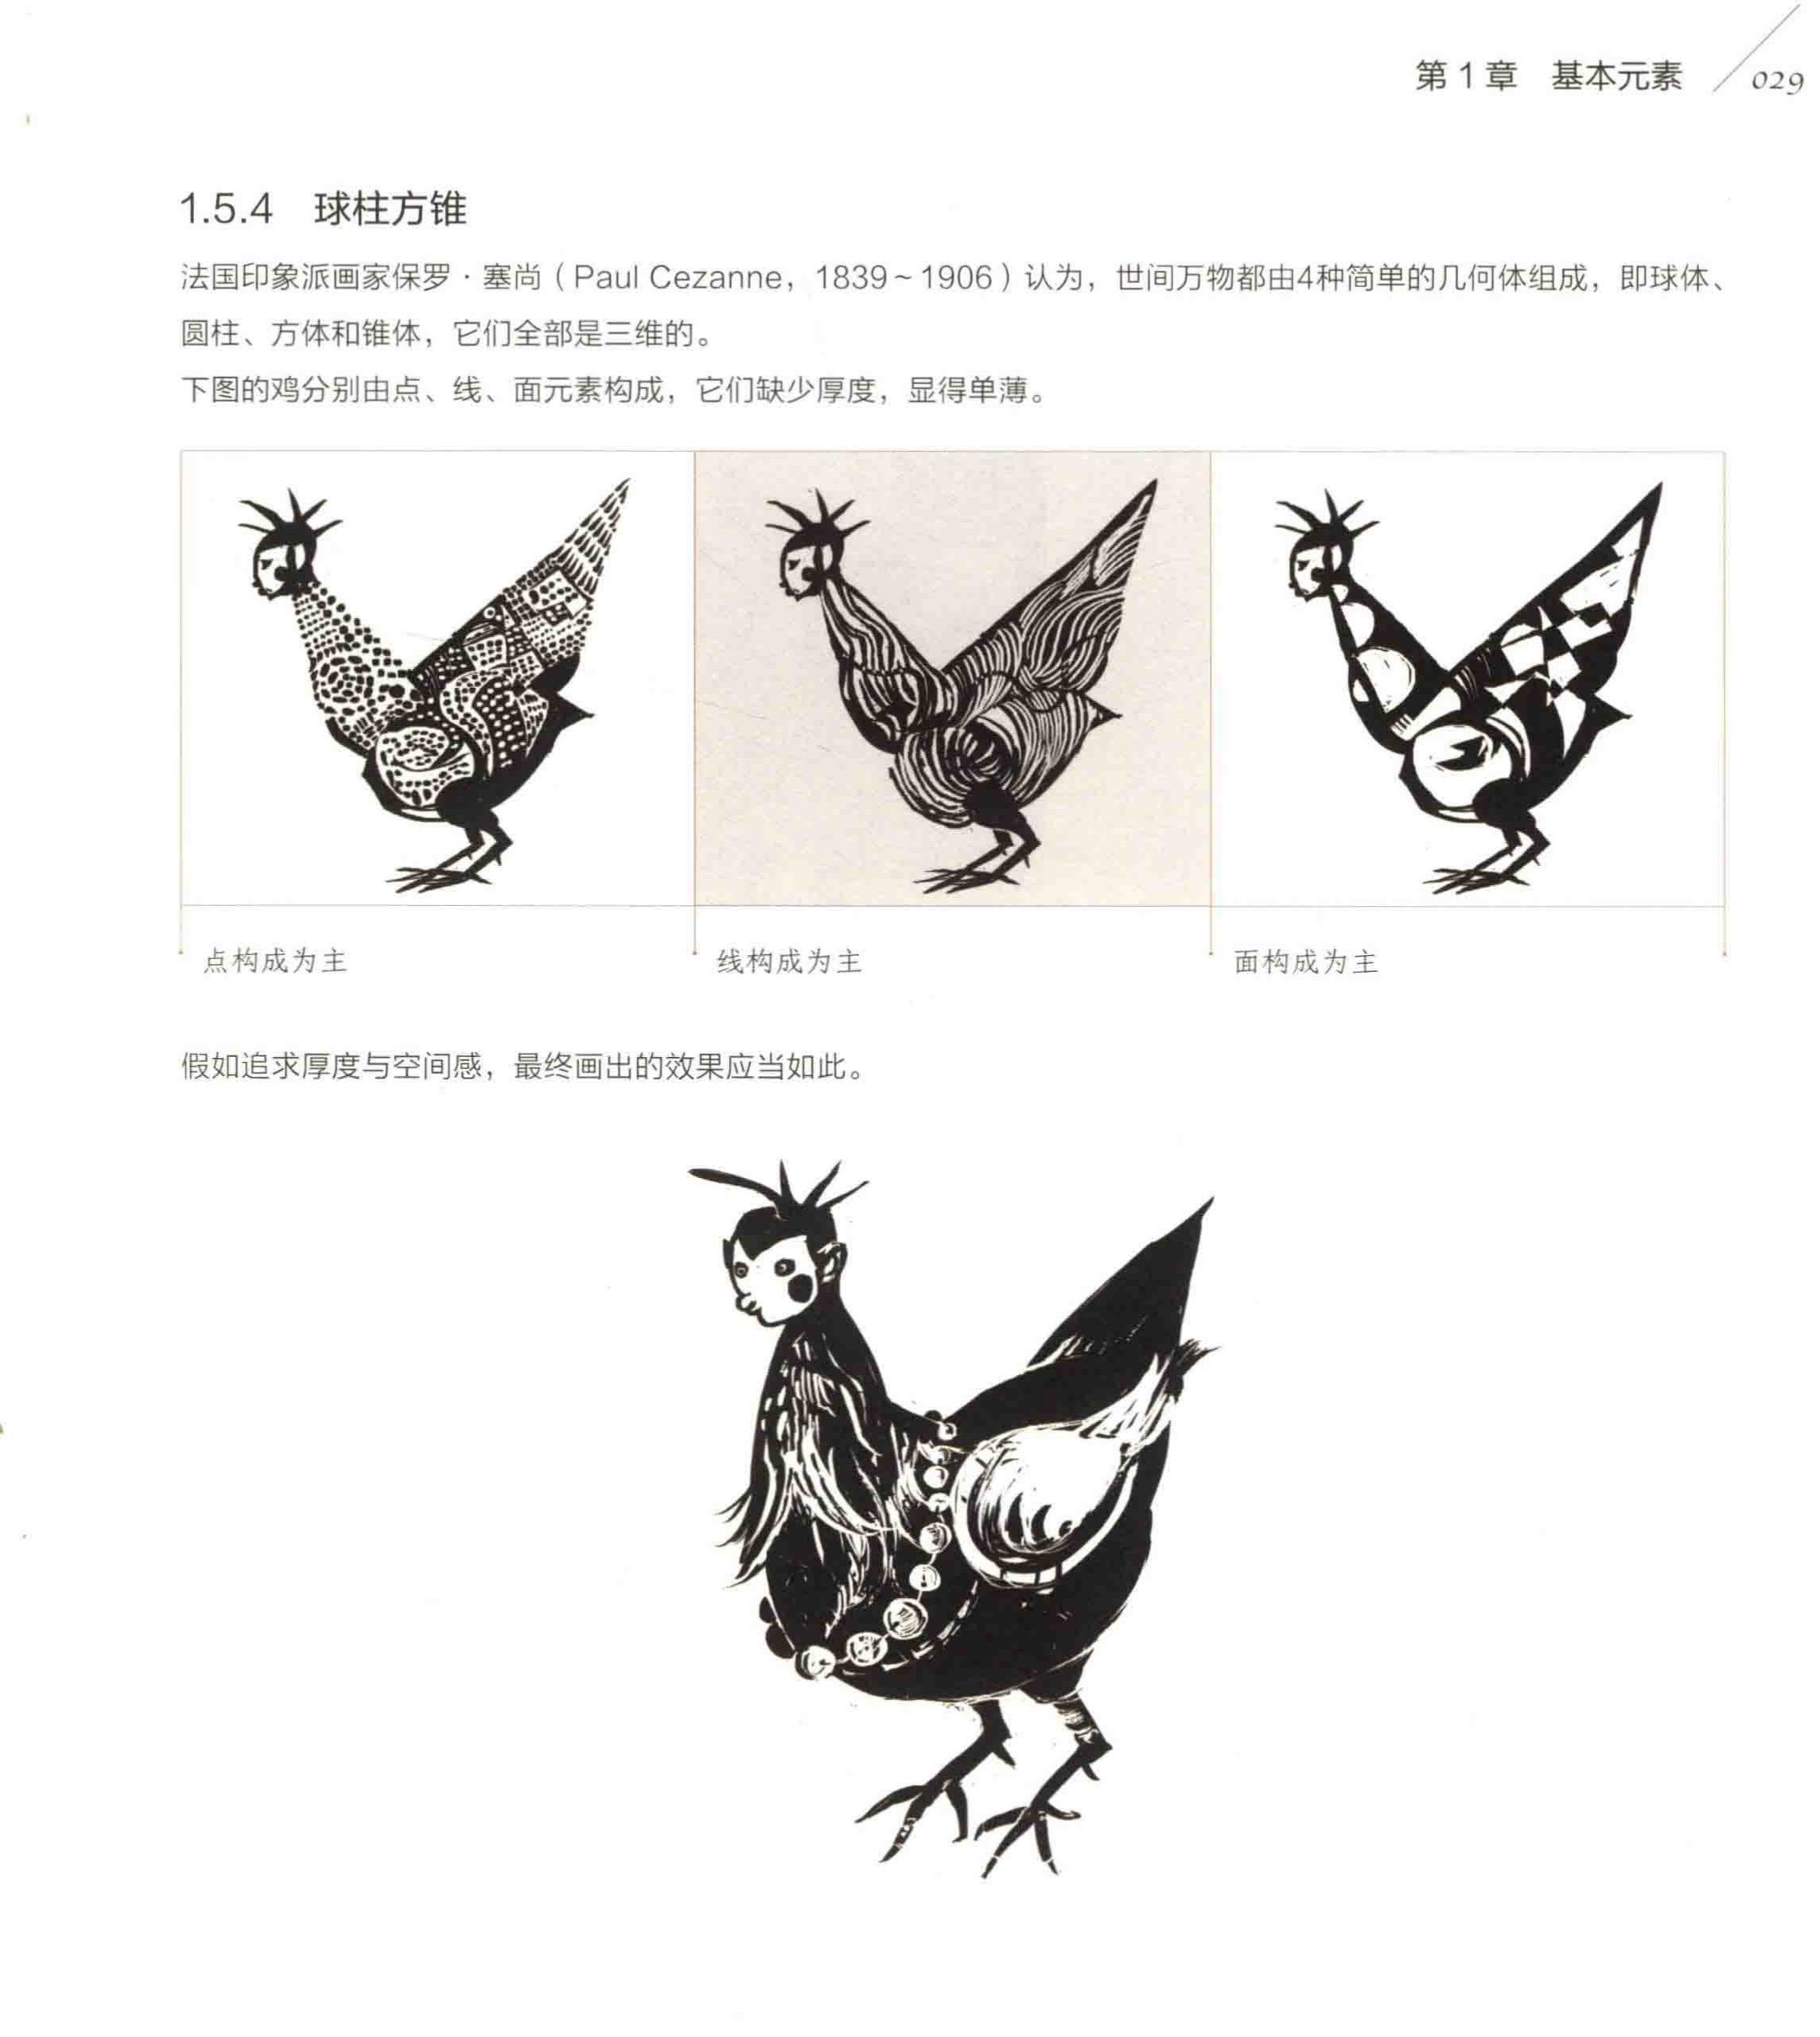 第 1 章　基本元素
029
1.5.4　球柱方锥
法国印象派画家保罗·塞尚（Paul Cezanne，1839～1906）认为，世间万物都由4种简单的几何体组成，即球体、
圆柱、方体和锥体，它们全部是三维的。
下图的鸡分别由点、线、面元素构成，它们缺少厚度，显得单薄。
点构成为主
线构成为主
面构成为主
假如追求厚度与空间感，最终画出的效果应当如此。